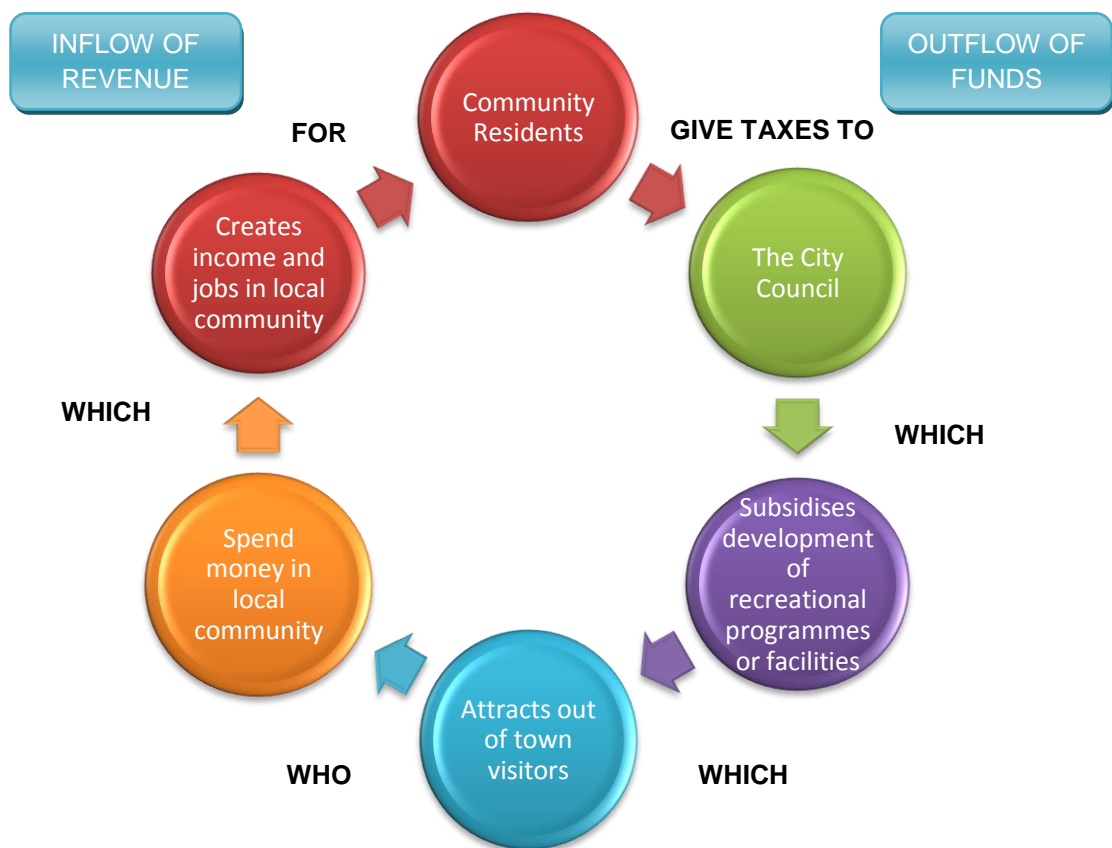 INFLOW OF
REVENUE
OUTFLOW OF
FUNDS
Community
Residents
GIVE TAXES TO
The City
Council
WHICH
Subsidises
development
of
recreational
programmes
or facilities
WHICH
Attracts out
of town
visitors
WHO
Spend
money in
local
community
WHICH
Creates
income and
jobs in local
community
FOR